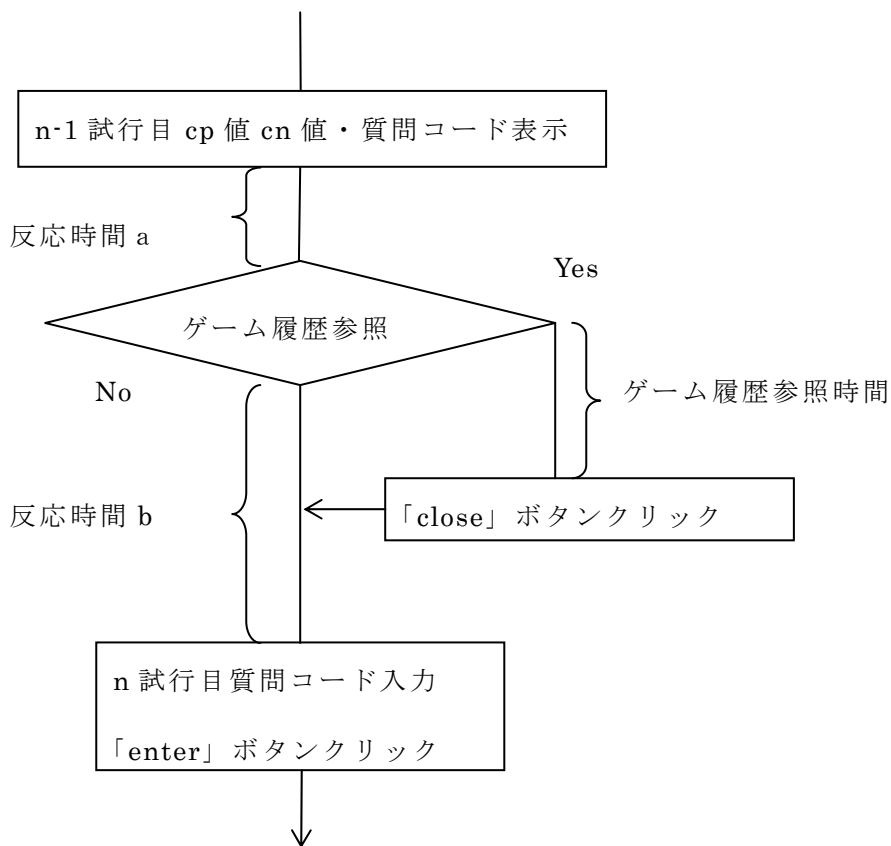 n-1試行目 cp 値 cn 値・質問コード表示
反応時間 a
Yes
ゲーム履歴参照
No
ゲーム履歴参照時間
「close」ボタンクリック
反応時間 b
n 試行目質問コード入力
「enter」ボタンクリック